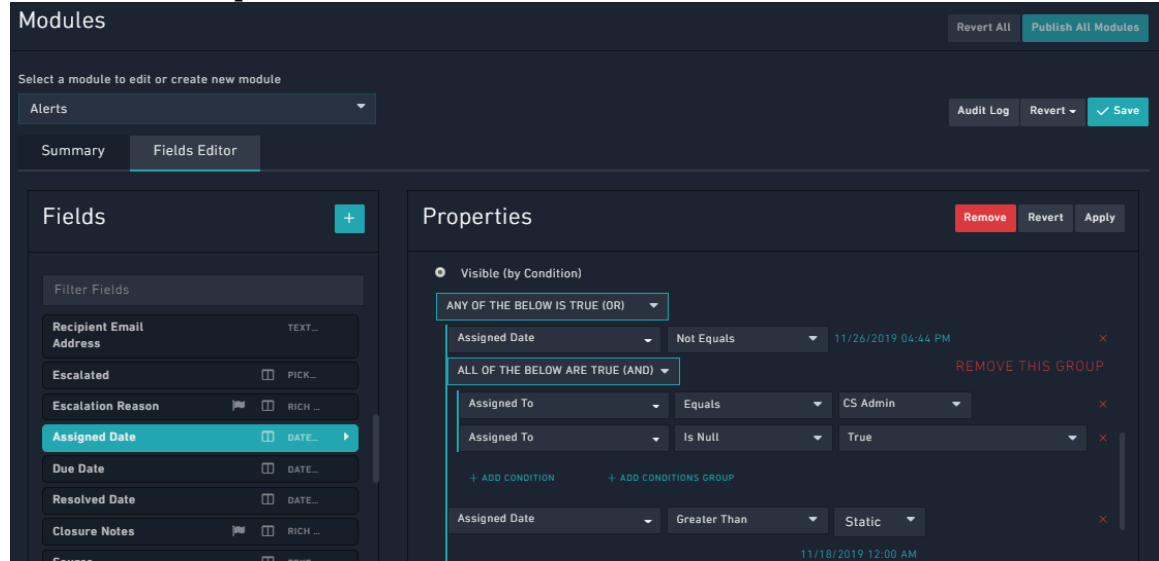 Modules
Revert All Publish All Modules
Select a module to edit or create new module
Alerts
Audit Log Revert Save
Summary Fields Editor
Fields +
Properties
Remove Revert Apply
Filter Fields
Recipient Email
Address
TEXT...
Escalated PICK...
Escalation Reason RICH ...
Assigned Date DATE...
Due Date DATE...
Resolved Date DATE...
Closure Notes RICH ...
Visible (by Condition)
ANY OF THE BELOW IS TRUE (OR)
Assigned Date Not Equals 11/26/2019 04:44 PM
ALL OF THE BELOW ARE TRUE (AND) REMOVE THIS GROUP
Assigned To Equals CS Admin
Assigned To Is Null True
+ ADD CONDITION + ADD CONDITIONS GROUP
Assigned Date Greater Than Static
11/18/2019 12:00 AM